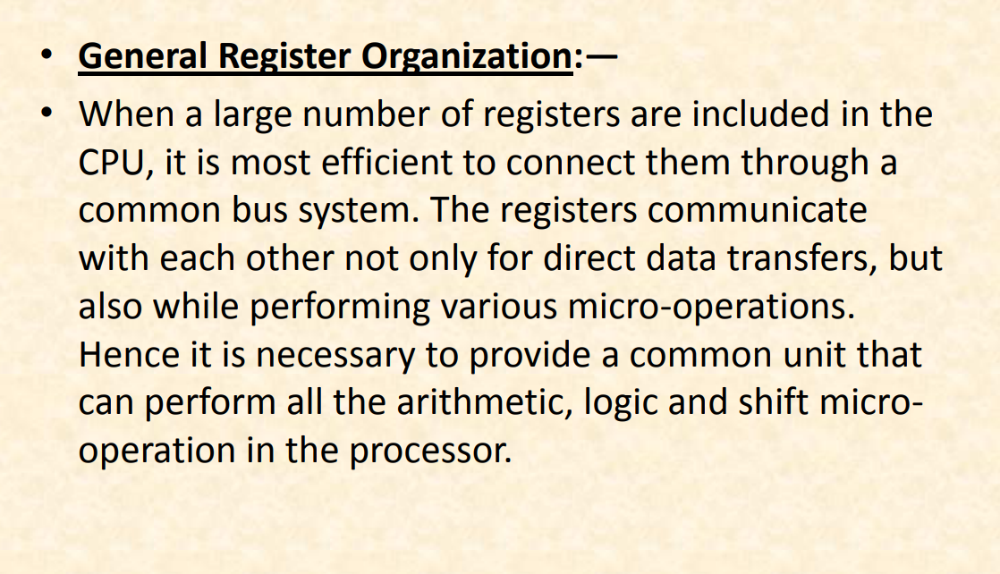 • General Register Organization:—
• When a large number of registers are included in the
CPU, it is most efficient to connect them through a
common bus system. The registers communicate
with each other not only for direct data transfers, but
also while performing various micro-operations.
Hence it is necessary to provide a common unit that
can perform all the arithmetic, logic and shift micro-
operation in the processor.